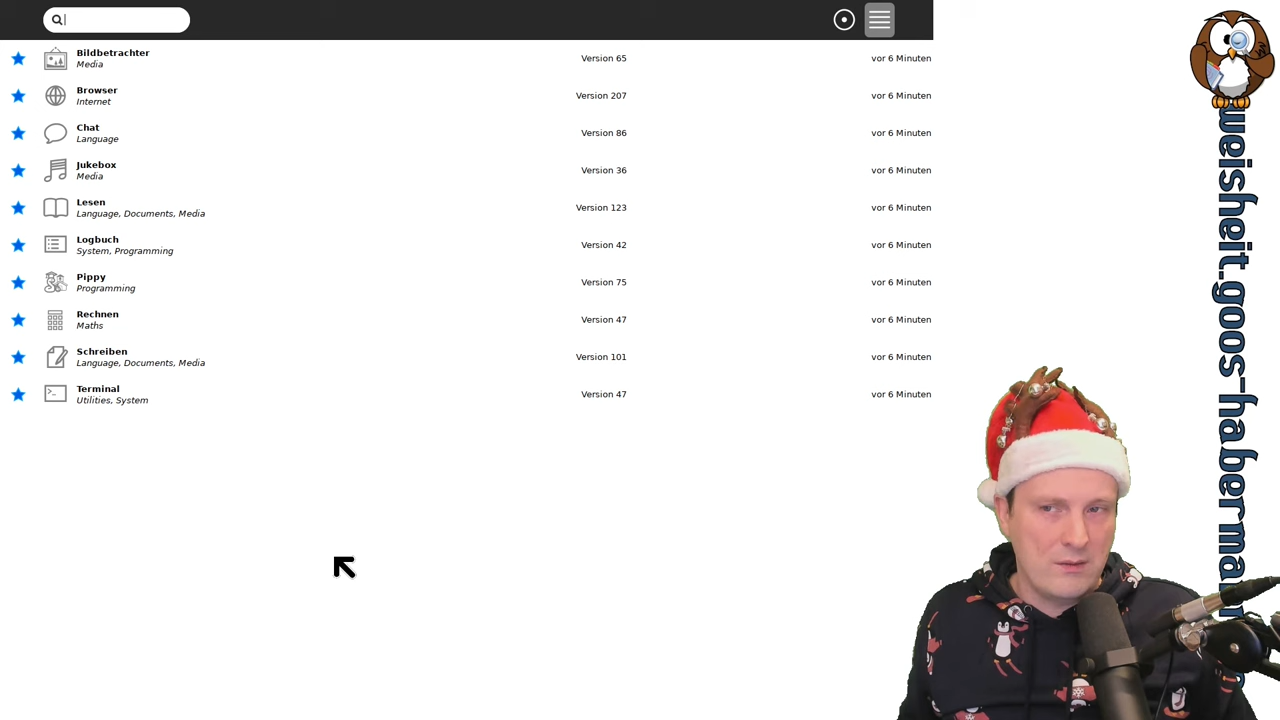 Bildbetrachter
Media
Version 65
vor 6 Minuten
Browser
Internet
Version 207
vor 6 Minuten
Chat
Language
Version 86
vor 6 Minuten
Jukebox
Media
Version 36
vor 6 Minuten
Lesen
Language, Documents, Media
Version 123
vor 6 Minuten
Logbuch
System, Programming
Version 42
vor 6 Minuten
Pippy
Programming
Version 75
vor 6 Minuten
Rechnen
Maths
Version 47
vor 6 Minuten
Schreiben
Language, Documents, Media
Version 101
vor 6 Minuten
Terminal
Utilities, System
Version 47
vor 6 Minuten
weisheit.goos-haberma